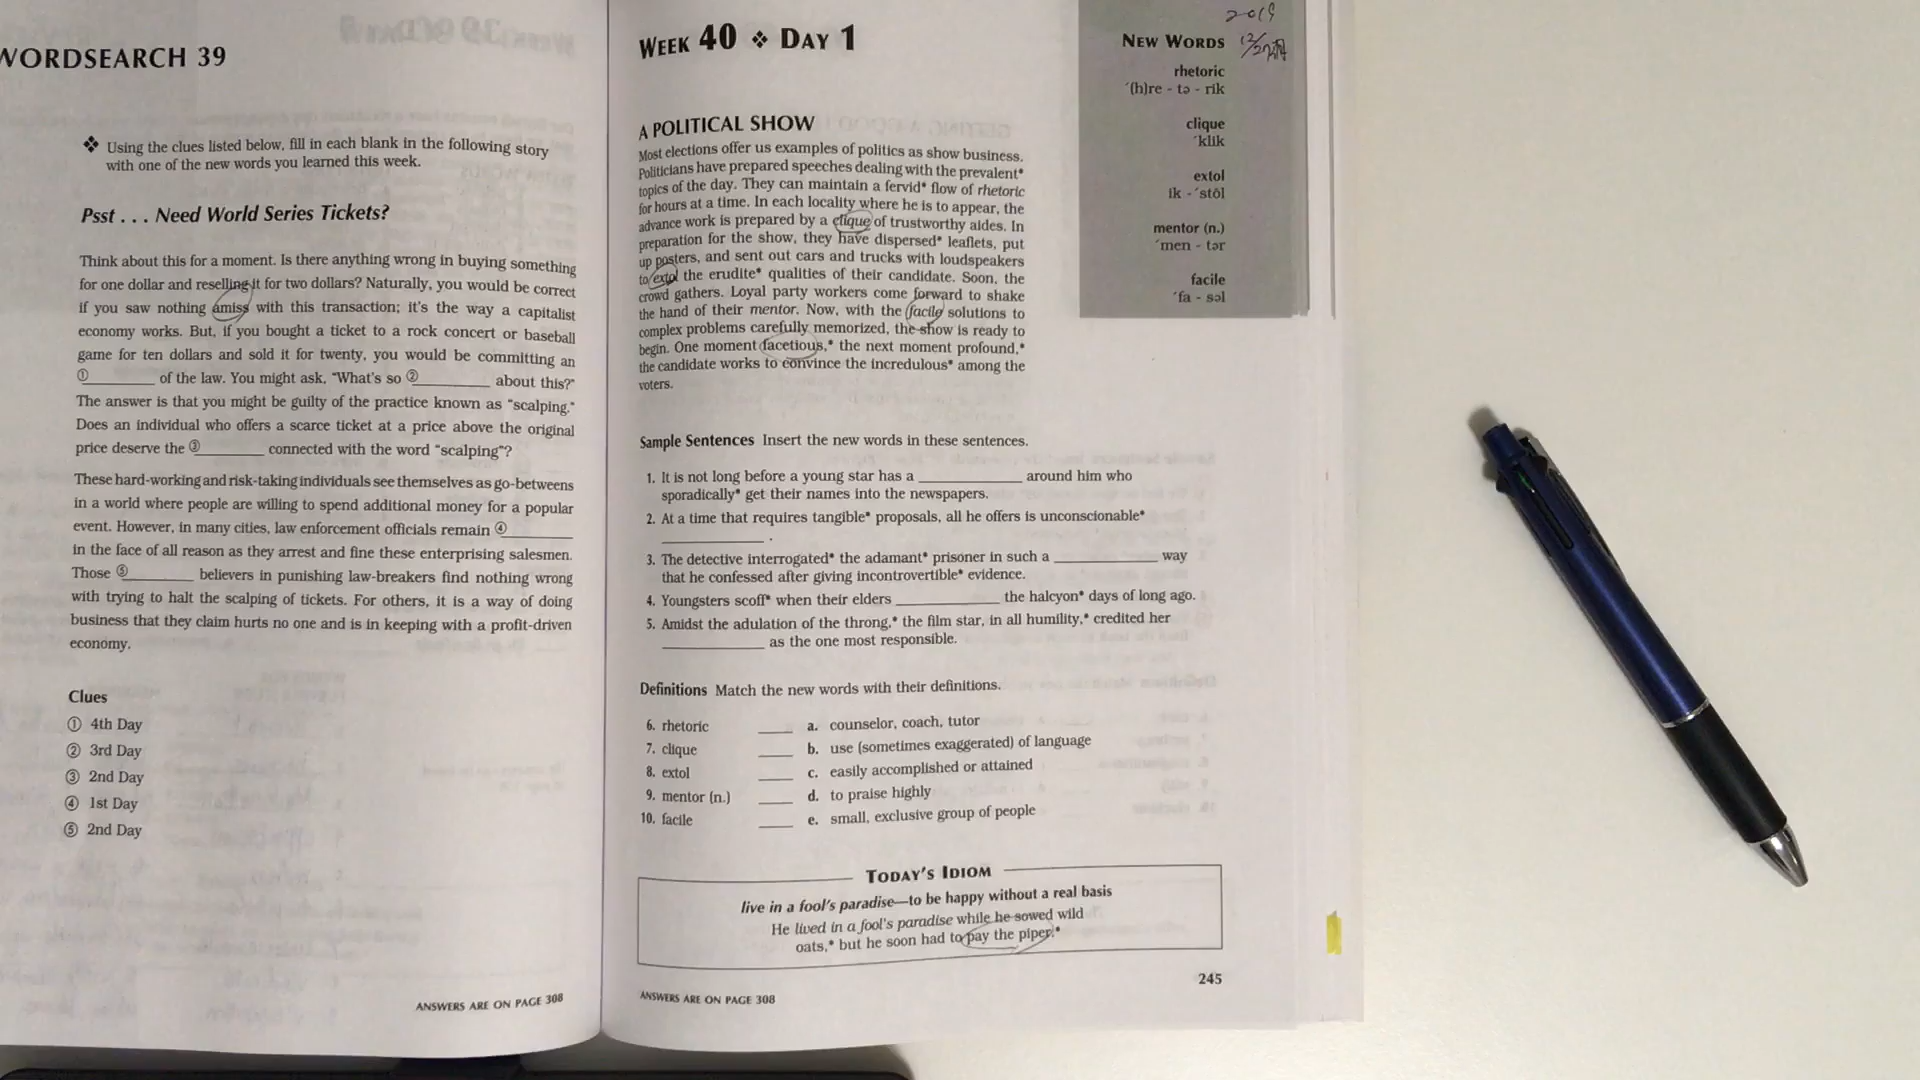 WORDSEARCH 39
❖ Using the clues listed below, fill in each blank in the following story
with one of the new words you learned this week.
Psst . . . Need World Series Tickets?
Think about this for a moment. Is there anything wrong in buying something
for one dollar and reselling it for two dollars? Naturally, you would be correct
if you saw nothing amiss with this transaction; it's the way a capitalist
economy works. But, if you bought a ticket to a rock concert or baseball
game for ten dollars and sold it for twenty, you would be committing an
①__________ of the law. You might ask, "What's so ②__________ about this?"
The answer is that you might be guilty of the practice known as "scalping."
Does an individual who offers a scarce ticket at a price above the original
price deserve the ③__________ connected with the word "scalping"?
These hard-working and risk-taking individuals see themselves as go-betweens
in a world where people are willing to spend additional money for a popular
event. However, in many cities, law enforcement officials remain ④__________
in the face of all reason as they arrest and fine these enterprising salesmen.
Those ⑤__________ believers in punishing law-breakers find nothing wrong
with trying to halt the scalping of tickets. For others, it is a way of doing
business that they claim hurts no one and is in keeping with a profit-driven
economy.
Clues
① 4th Day
② 3rd Day
③ 2nd Day
④ 1st Day
⑤ 2nd Day
ANSWERS ARE ON PAGE 308
WEEK 40 ❖ DAY 1
A POLITICAL SHOW
Most elections offer us examples of politics as show business.
Politicians have prepared speeches dealing with the prevalent*
topics of the day. They can maintain a fervid* flow of rhetoric
for hours at a time. In each locality where he is to appear, the
advance work is prepared by a clique of trustworthy aides. In
preparation for the show, they have dispersed* leaflets, put
up posters, and sent out cars and trucks with loudspeakers
to extol the erudite* qualities of their candidate. Soon, the
crowd gathers. Loyal party workers come forward to shake
the hand of their mentor. Now, with the facile solutions to
complex problems carefully memorized, the show is ready to
begin. One moment facetious,* the next moment profound,*
the candidate works to convince the incredulous* among the
voters.
Sample Sentences Insert the new words in these sentences.
1. It is not long before a young star has a ______________ around him who
sporadically* get their names into the newspapers.
2. At a time that requires tangible* proposals, all he offers is unconscionable*
______________ .
3. The detective interrogated* the adamant* prisoner in such a ______________ way
that he confessed after giving incontrovertible* evidence.
4. Youngsters scoff* when their elders ______________ the halcyon* days of long ago.
5. Amidst the adulation of the throng,* the film star, in all humility,* credited her
______________ as the one most responsible.
Definitions Match the new words with their definitions.
6. rhetoric _____ a. counselor, coach, tutor
7. clique _____ b. use (sometimes exaggerated) of language
8. extol _____ c. easily accomplished or attained
9. mentor (n.) _____ d. to praise highly
10. facile _____ e. small, exclusive group of people
TODAY'S IDIOM
live in a fool's paradise—to be happy without a real basis
He lived in a fool's paradise while he sowed wild
oats,* but he soon had to pay the piper.*
245
ANSWERS ARE ON PAGE 308
2019
NEW WORDS
rhetoric
´(h)re - tə - rik
clique
´klik
extol
ik - ´stōl
mentor (n.)
´men - tər
facile
´fa - səl